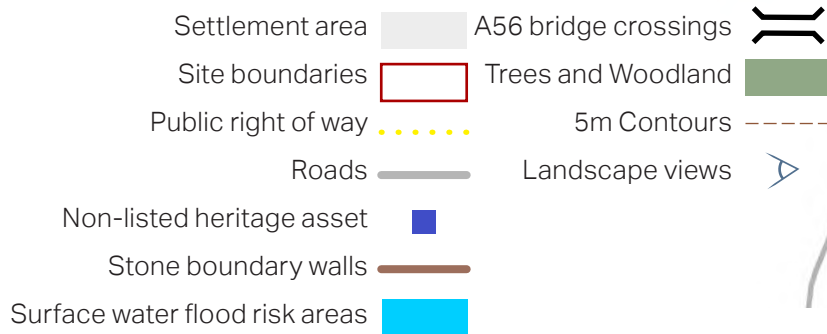 Settlement area
Site boundaries
Public right of way
Roads
Non-listed heritage asset
Stone boundary walls
Surface water flood risk areas
A56 bridge crossings
Trees and Woodland
5m Contours
Landscape views